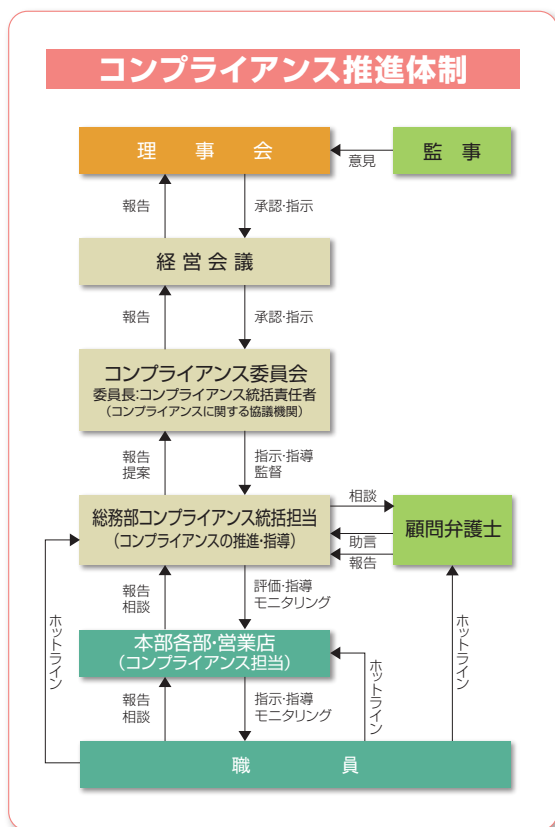 コンプライアンス推進体制
理事会
監事
意見
報告
承認・指示
経営会議
報告
承認・指示
コンプライアンス委員会
委員長:コンプライアンス統括責任者
(コンプライアンスに関する協議機関)
報告
提案
指示・指導
監督
総務部コンプライアンス統括担当
(コンプライアンスの推進・指導)
相談
助言
報告
顧問弁護士
報告
相談
評価・指導
モニタリング
ホットライン
本部各部・営業店
(コンプライアンス担当)
ホットライン
ホットライン
報告
相談
指示・指導
モニタリング
職員